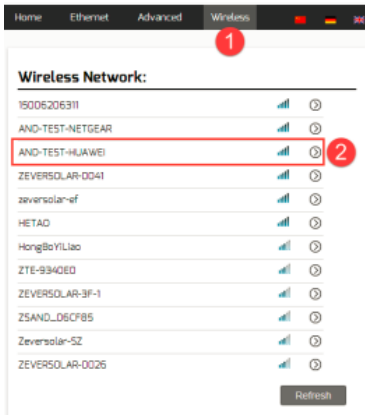 Home Ethernet Advanced Wireless
1
Wireless Network:
15006206311
AND-TEST-NETGEAR
AND-TEST-HUAWEI
2
ZEVERSOLAR-0041
zeversolar-ef
HETAO
HongBoYiLiao
ZTE-9340E0
ZEVERSOLAR-3F-1
ZSAND_D6CF85
Zeversolar-SZ
ZEVERSOLAR-0026
Refresh